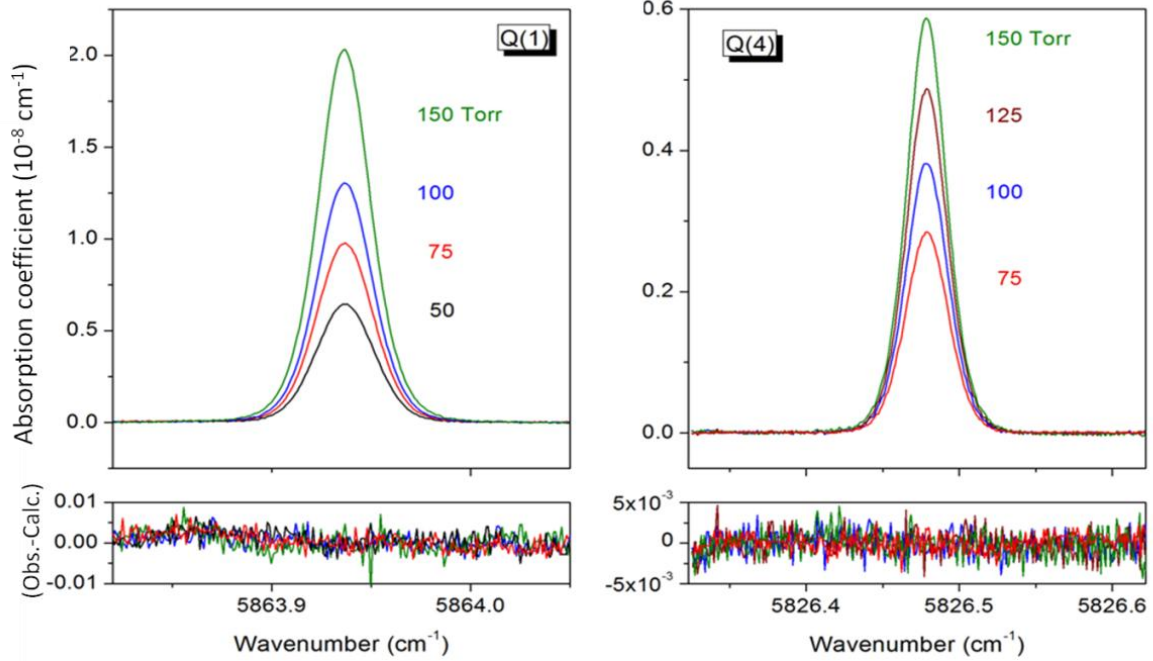 Absorption coefficient (10⁻⁸ cm⁻¹)
2.0
1.5
1.0
0.5
0.0
Q(1)
150 Torr
100
75
50
0.6
0.4
0.2
0.0
Q(4)
150 Torr
125
100
75
(Obs.-Calc.)
0.01
0.00
-0.01
5863.9
5864.0
Wavenumber (cm⁻¹)
5x10⁻³
0
-5x10⁻³
5826.4
5826.5
5826.6
Wavenumber (cm⁻¹)